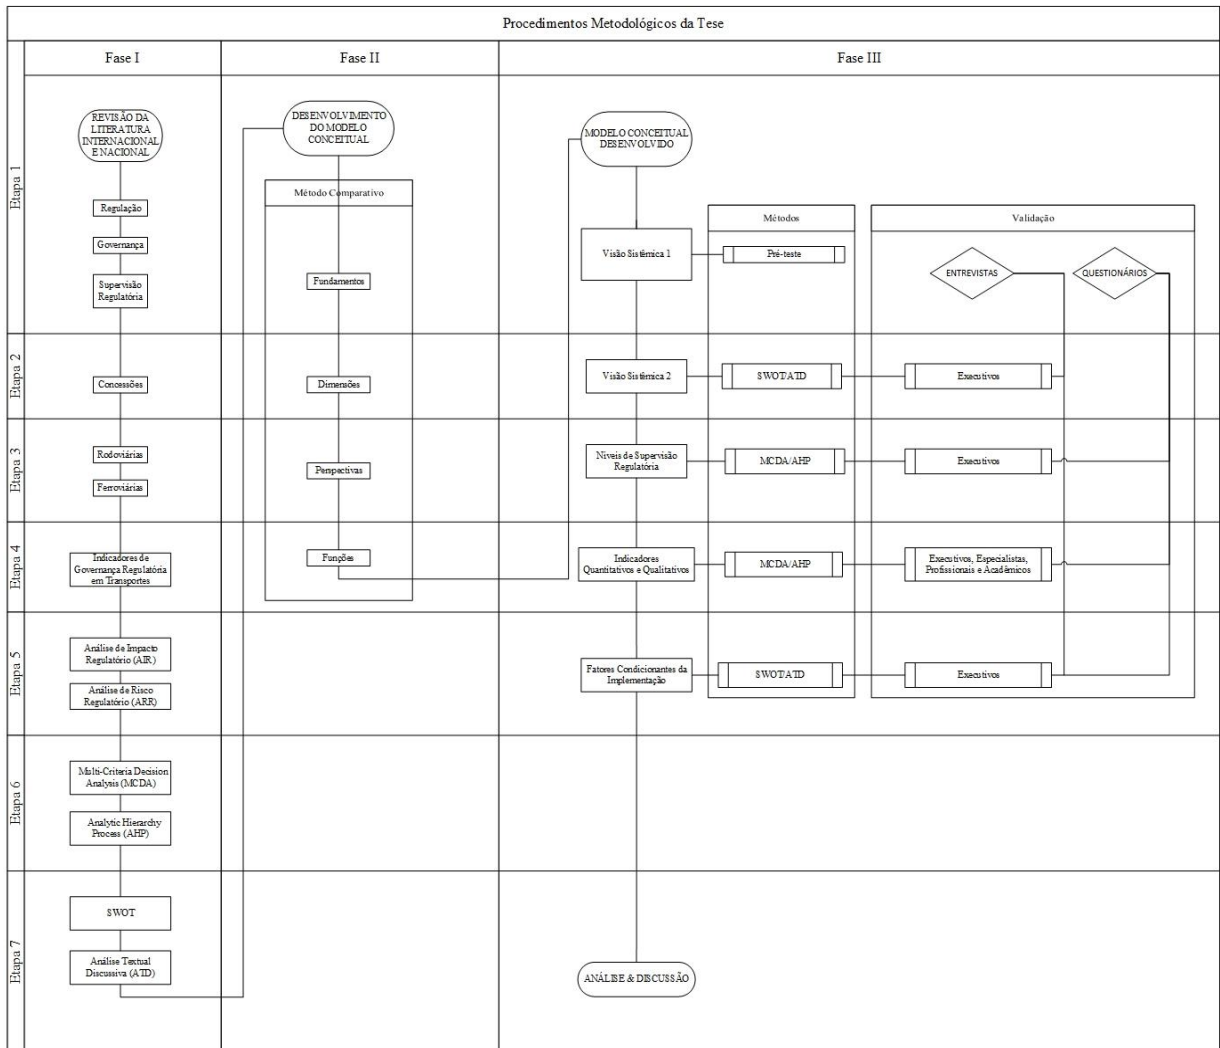 Procedimentos Metodológicos da Tese
Fase I
Fase II
Fase III
Etapa 1
REVISÃO DA
LITERATURA
INTERNACIONAL
E NACIONAL
Regulação
Governança
Supervisão
Regulatória
DESENVOLVIMENTO
DO MODELO
CONCEITUAL
Método Comparativo
Fundamentos
MODELO CONCEITUAL
DESENVOLVIDO
Visão Sistêmica 1
Métodos
Pré-teste
Validação
ENTREVISTAS
QUESTIONÁRIOS
Etapa 2
Concessões
Dimensões
Visão Sistêmica 2
SWOT/ATD
Executivos
Etapa 3
Rodoviárias
Ferroviárias
Perspectivas
Níveis de Supervisão
Regulatória
MCDA/AHP
Executivos
Etapa 4
Indicadores de
Governança Regulatória
em Transportes
Funções
Indicadores
Quantitativos e Qualitativos
MCDA/AHP
Executivos, Especialistas,
Profissionais e Acadêmicos
Etapa 5
Análise de Impacto
Regulatório (AIR)
Análise de Risco
Regulatório (ARR)
Fatores Condicionantes da
Implementação
SWOT/ATD
Executivos
Etapa 6
Multi-Criteria Decision
Analysis (MCDA)
Analytic Hierarchy
Process (AHP)
Etapa 7
SWOT
Análise Textual
Discussiva (ATD)
ANÁLISE & DISCUSSÃO